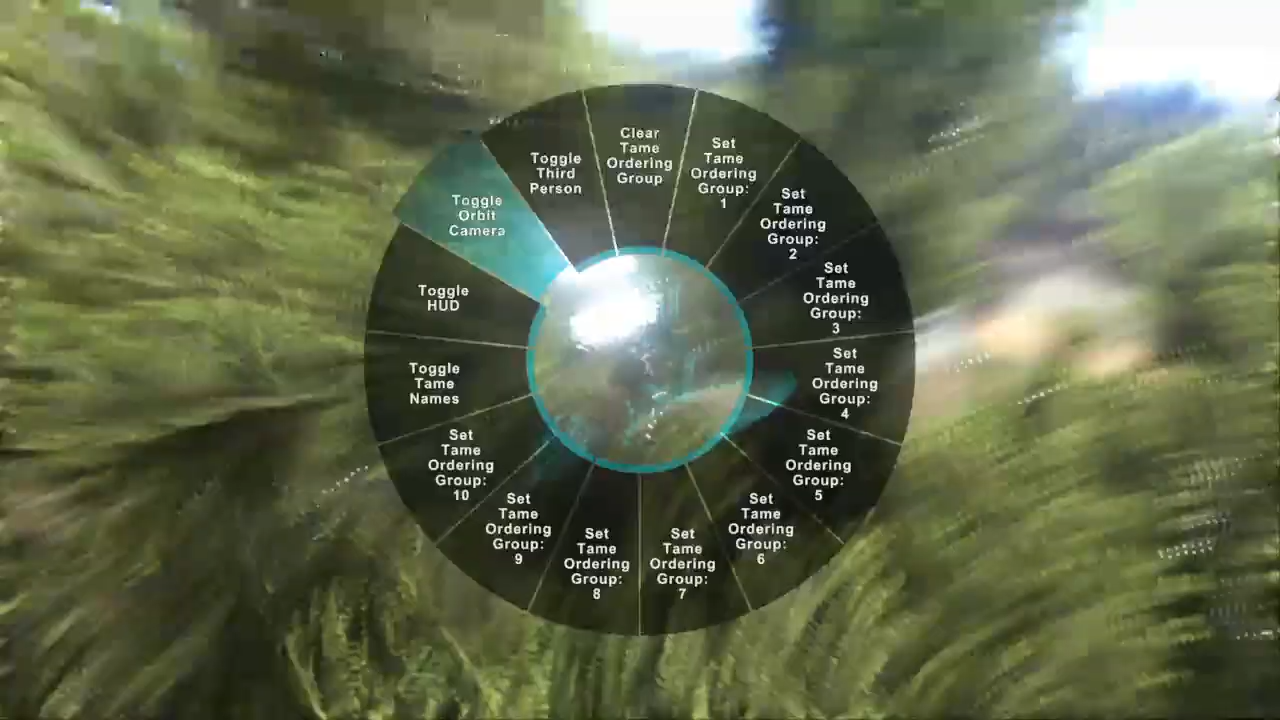 Clear
Tame
Ordering
Group
Set
Tame
Ordering
Group:
1
Set
Tame
Ordering
Group:
2
Set
Tame
Ordering
Group:
3
Set
Tame
Ordering
Group:
4
Set
Tame
Ordering
Group:
5
Set
Tame
Ordering
Group:
6
Set
Tame
Ordering
Group:
7
Set
Tame
Ordering
Group:
8
Set
Tame
Ordering
Group:
9
Set
Tame
Ordering
Group:
10
Toggle
Tame
Names
Toggle
HUD
Toggle
Orbit
Camera
Toggle
Third
Person